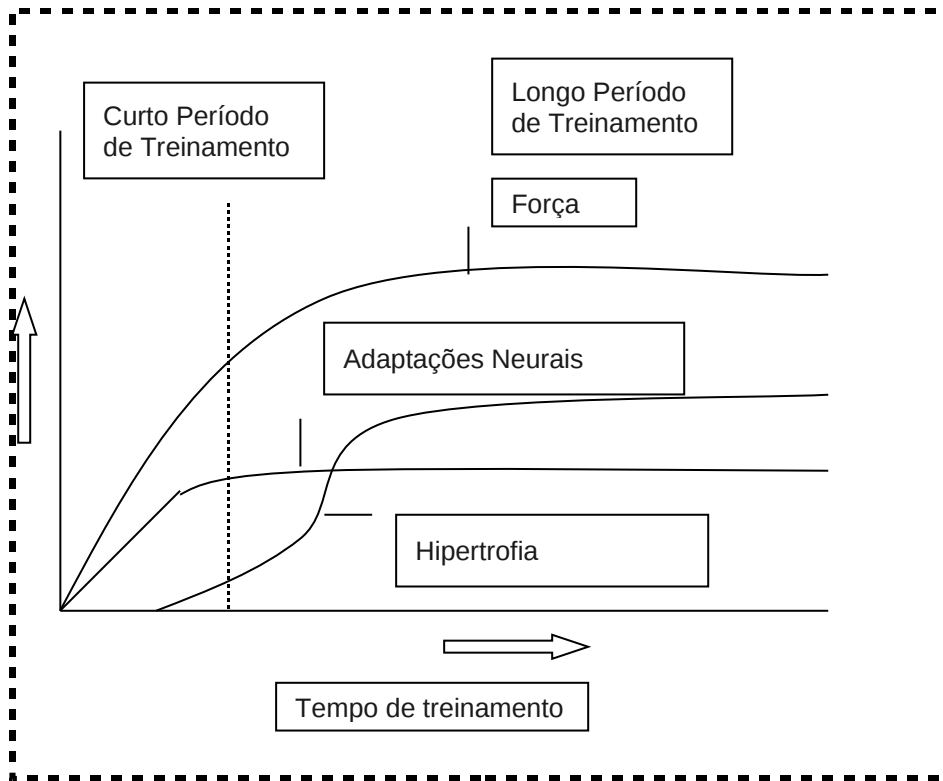 Curto Período
de Treinamento
Longo Período
de Treinamento
Força
Adaptações Neurais
Hipertrofia
Tempo de treinamento